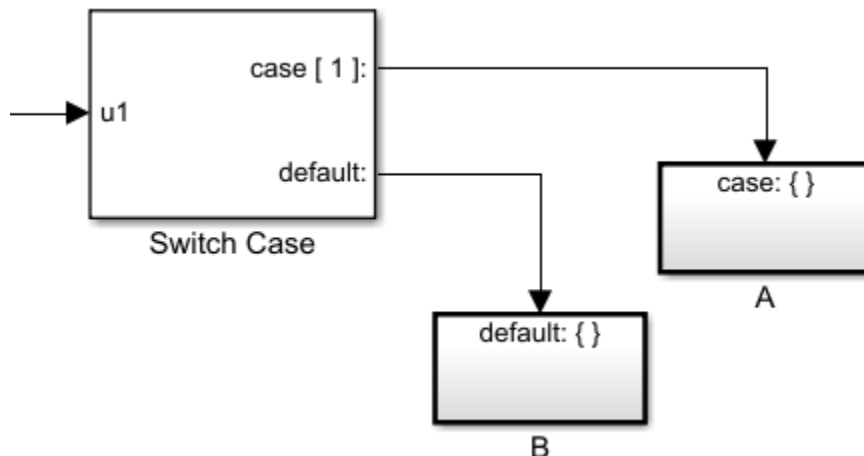 case [ 1 ]:
u1
default:
Switch Case
case: { }
A
default: { }
B